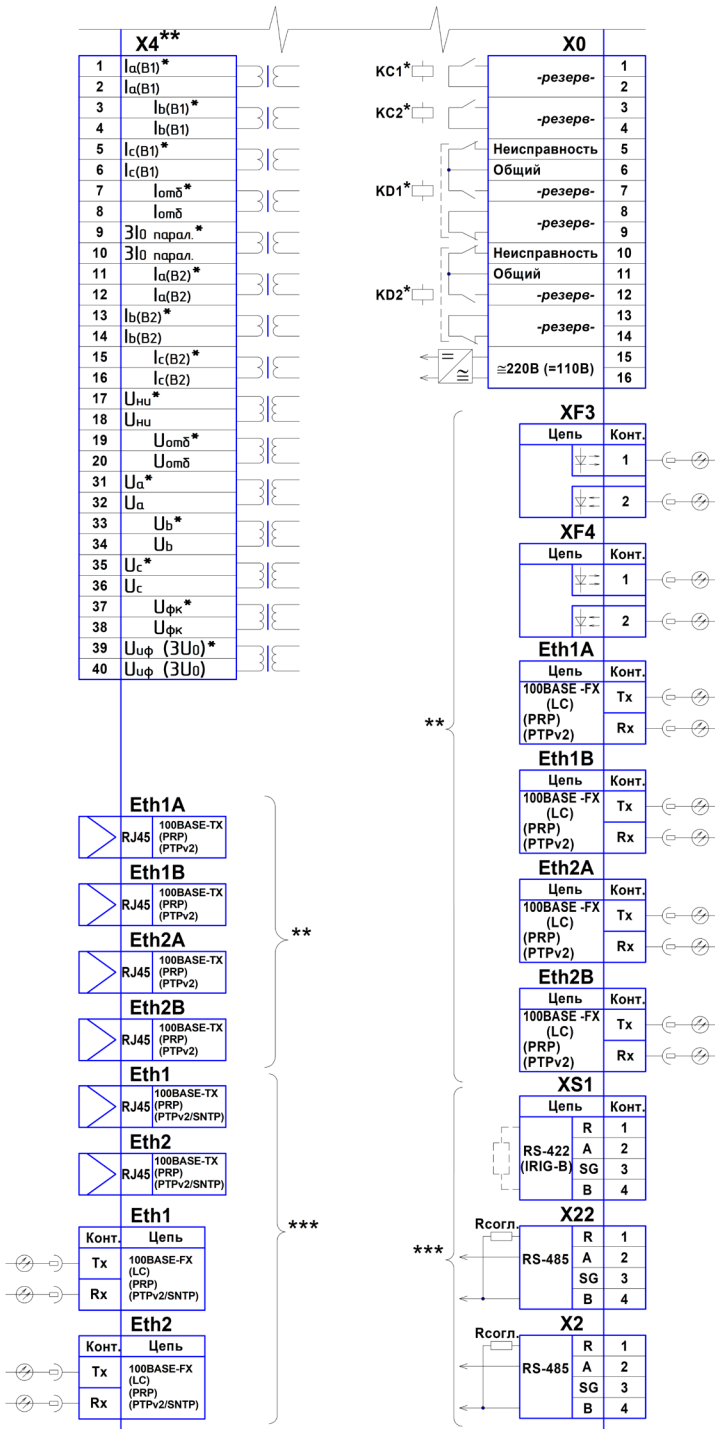 X4**
1 Ia(B1)*
2 Ia(B1)
3 Ib(B1)*
4 Ib(B1)
5 Ic(B1)*
6 Ic(B1)
7 Iотб*
8 Iотб
9 3I0 парал.*
10 3I0 парал.
11 Ia(B2)*
12 Ia(B2)
13 Ib(B2)*
14 Ib(B2)
15 Ic(B2)*
16 Ic(B2)
17 Uни*
18 Uни
19 Uотб*
20 Uотб
31 Ua*
32 Ua
33 Ub*
34 Ub
35 Uc*
36 Uc
37 Uфк*
38 Uфк
39 Uиф (3U0)*
40 Uиф (3U0)
Eth1A
RJ45
100BASE-TX
(PRP)
(PTPv2)
Eth1B
RJ45
100BASE-TX
(PRP)
(PTPv2)
Eth2A
RJ45
100BASE-TX
(PRP)
(PTPv2)
Eth2B
RJ45
100BASE-TX
(PRP)
(PTPv2)
**
Eth1
RJ45
100BASE-TX
(PRP)
(PTPv2/SNTP)
Eth2
RJ45
100BASE-TX
(PRP)
(PTPv2/SNTP)
Eth1
Конт. Цепь
Tx
Rx
100BASE-FX
(LC)
(PRP)
(PTPv2/SNTP)
Eth2
Конт. Цепь
Tx
Rx
100BASE-FX
(LC)
(PRP)
(PTPv2/SNTP)
***
X0
KC1*
-резерв-
1
2
KC2*
-резерв-
3
4
KD1*
Неисправность 5
Общий 6
-резерв- 7
-резерв-
8
9
KD2*
Неисправность 10
Общий 11
-резерв- 12
-резерв-
13
14
= ≅
≅220В (=110В)
15
16
XF3
Цепь Конт.
1
2
XF4
Цепь Конт.
1
2
Eth1A
Цепь Конт.
100BASE -FX
(LC)
(PRP)
(PTPv2)
Tx
Rx
Eth1B
Цепь Конт.
100BASE -FX
(LC)
(PRP)
(PTPv2)
Tx
Rx
Eth2A
Цепь Конт.
100BASE -FX
(LC)
(PRP)
(PTPv2)
Tx
Rx
Eth2B
Цепь Конт.
100BASE -FX
(LC)
(PRP)
(PTPv2)
Tx
Rx
**
XS1
Цепь Конт.
RS-422
(IRIG-B)
R 1
A 2
SG 3
B 4
X22
Rсогл.
RS-485
R 1
A 2
SG 3
B 4
X2
Rсогл.
RS-485
R 1
A 2
SG 3
B 4
***